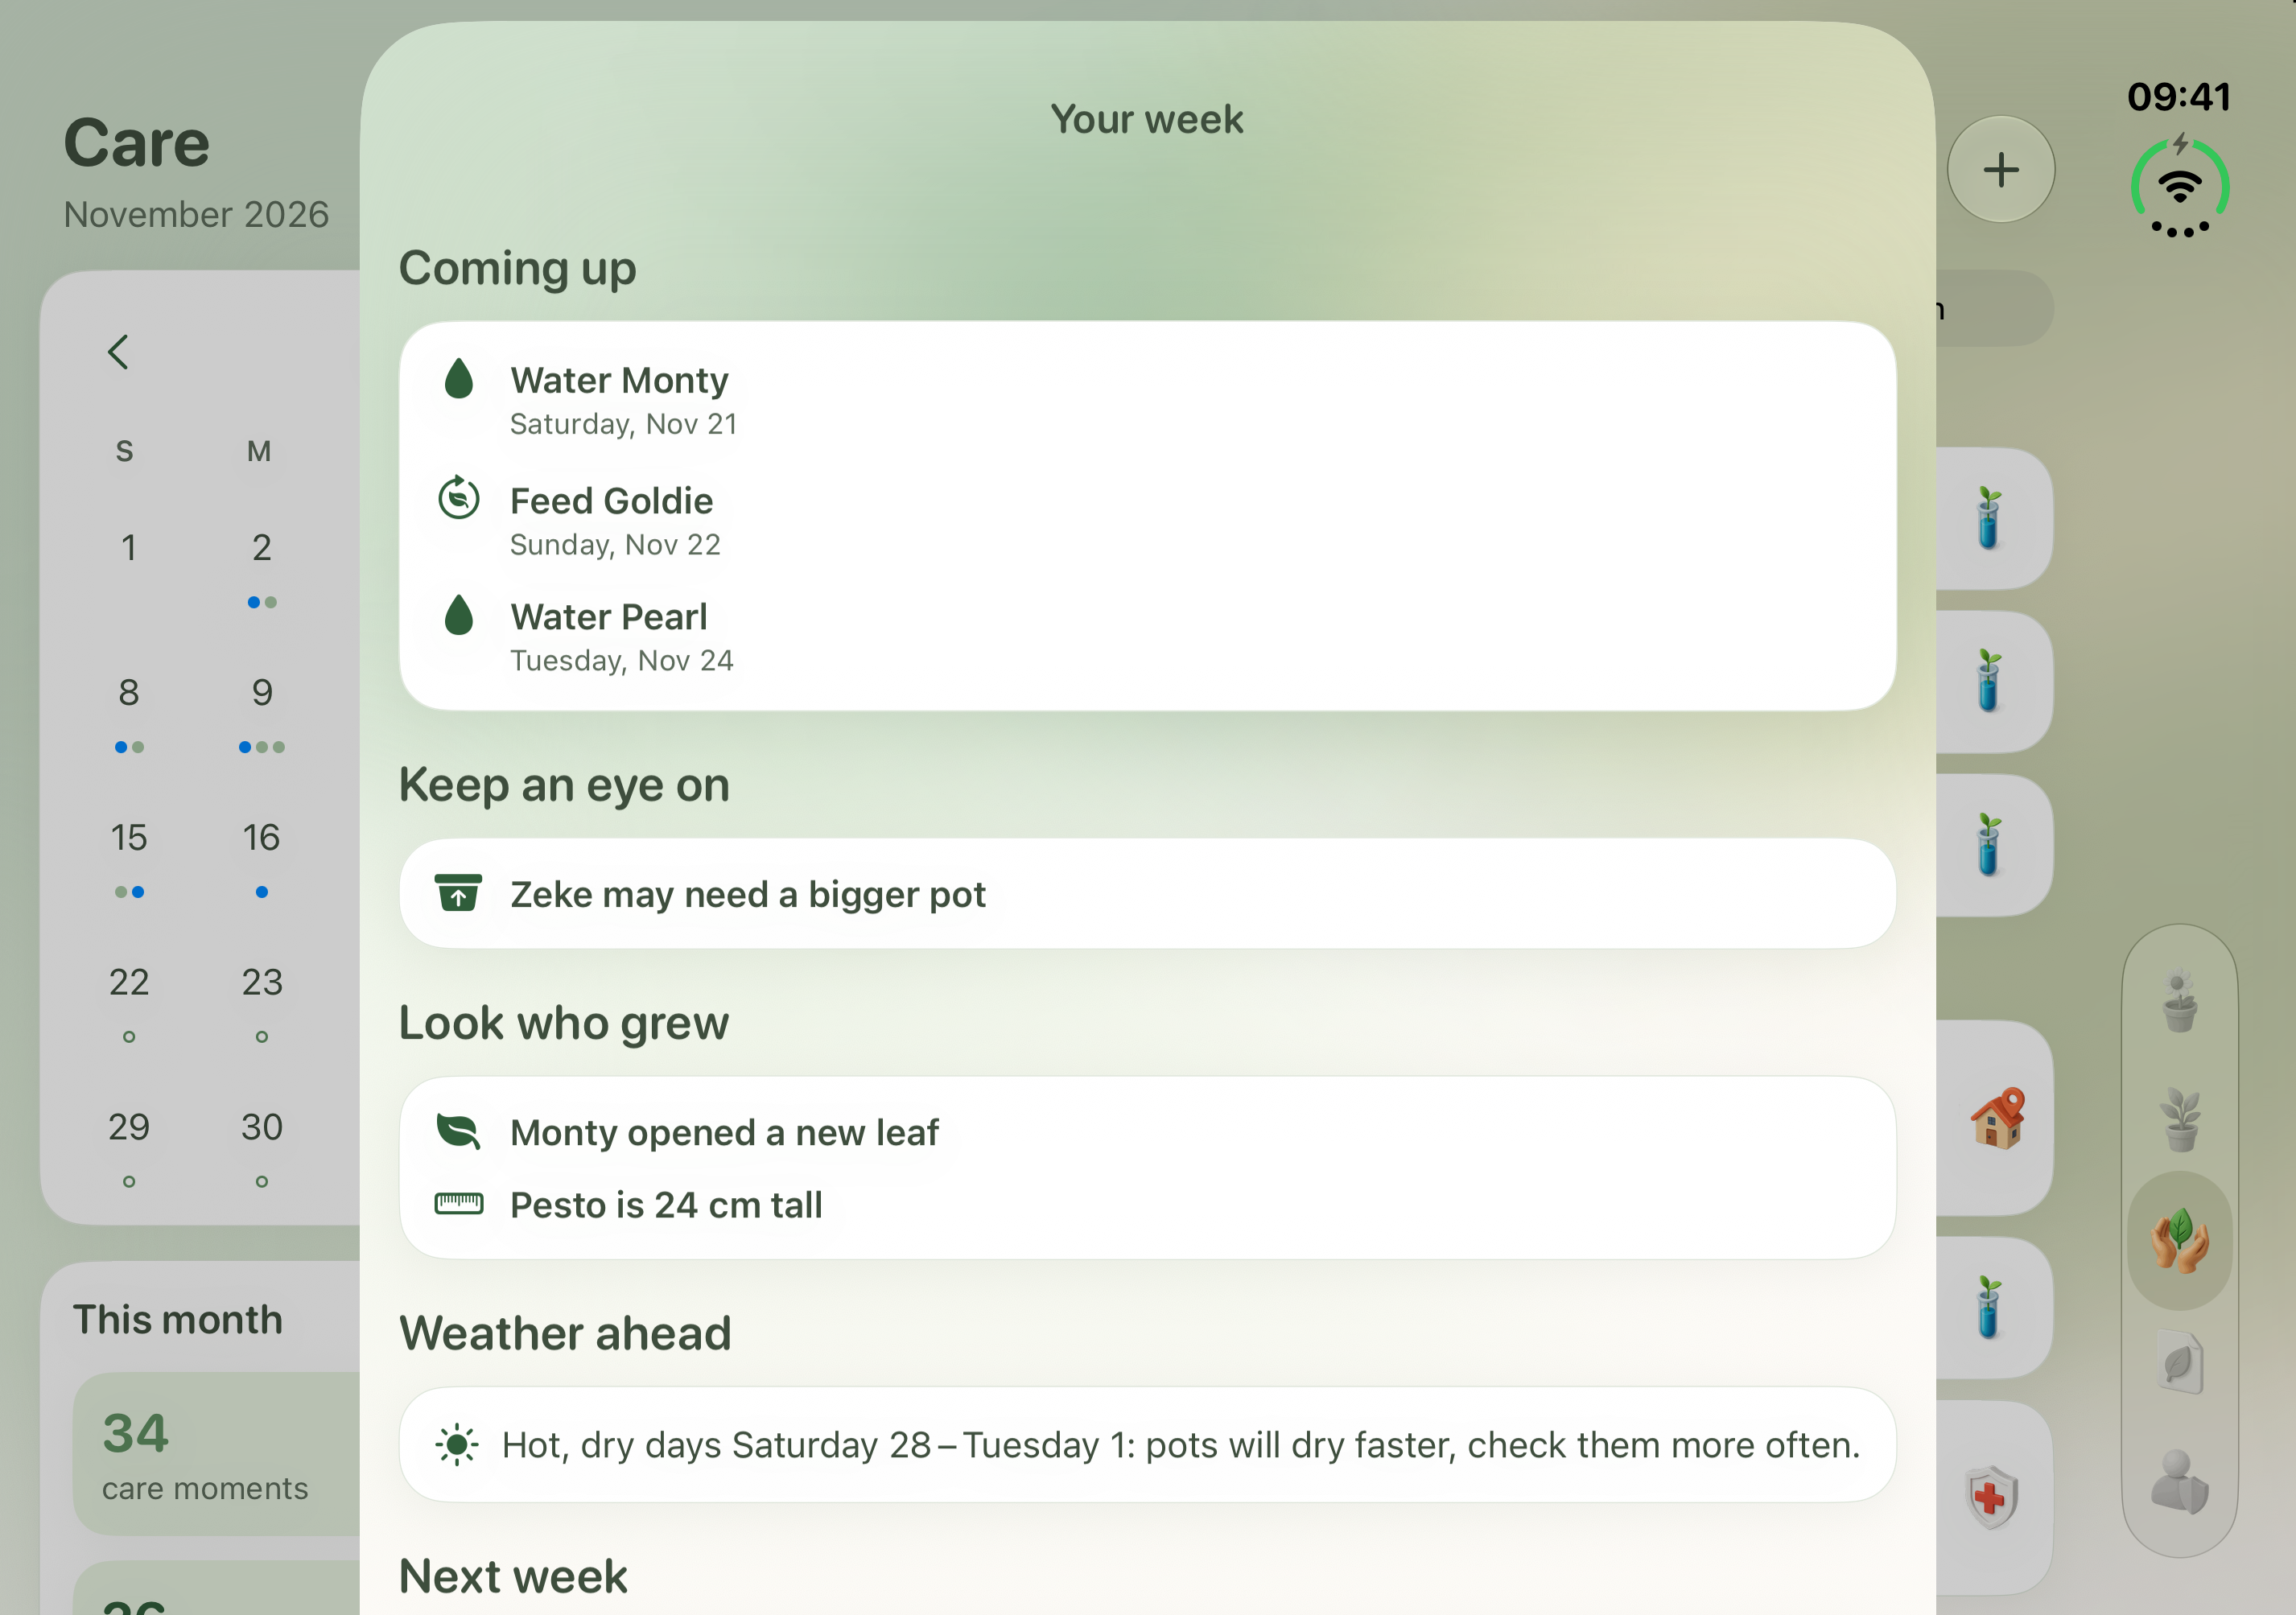 09:41
Care
November 2026
S M
1 2
8 9
15 16
22 23
29 30
This month
34
care moments
Your week
Coming up
Water Monty
Saturday, Nov 21
Feed Goldie
Sunday, Nov 22
Water Pearl
Tuesday, Nov 24
Keep an eye on
Zeke may need a bigger pot
Look who grew
Monty opened a new leaf
Pesto is 24 cm tall
Weather ahead
Hot, dry days Saturday 28 – Tuesday 1: pots will dry faster, check them more often.
Next week